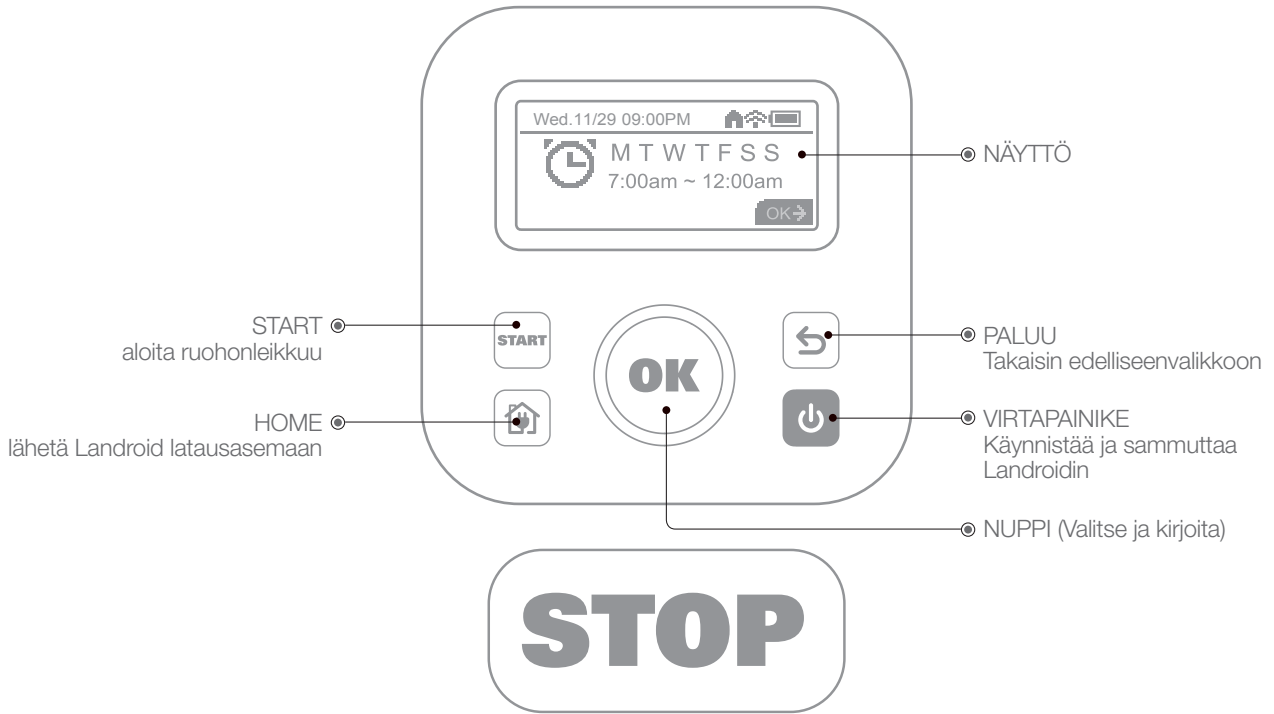 Wed.11/29 09:00PM
M T W T F S S
7:00am ~ 12:00am
OK
NÄYTTÖ
START
aloita ruohonleikkuu
START
OK
PALUU
Takaisin edelliseenvalikkoon
HOME
lähetä Landroid latausasemaan
VIRTAPAINIKE
Käynnistää ja sammuttaa
Landroidin
NUPPI (Valitse ja kirjoita)
STOP